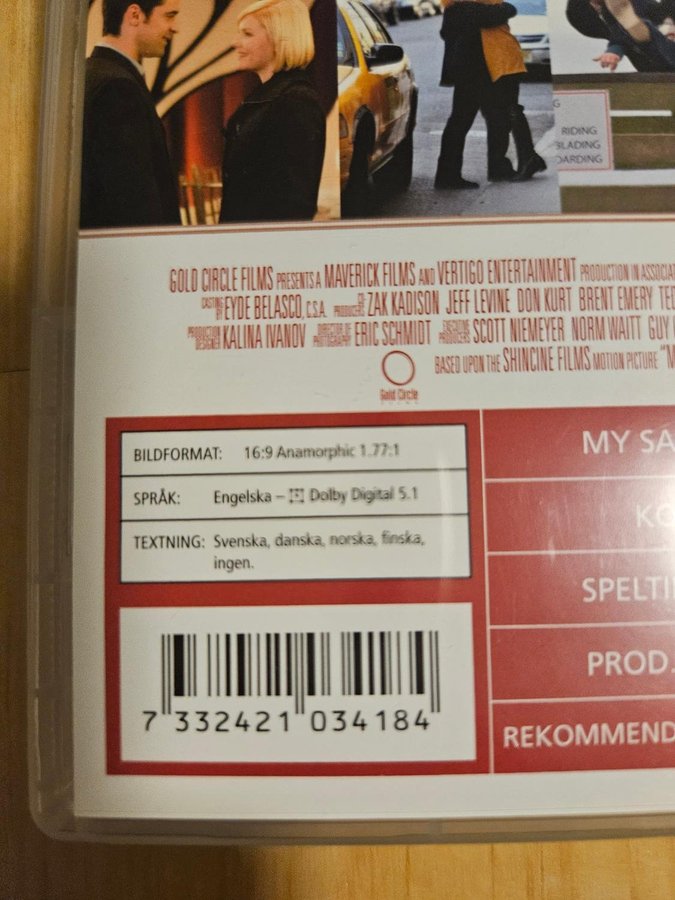 G
RIDING
BLADING
OARDING
GOLD CIRCLE FILMS PRESENTS A MAVERICK FILMS AND VERTIGO ENTERTAINMENT PRODUCTION IN ASSOCIA
CASTING BY EYDE BELASCO, C.S.A. CO PRODUCERS ZAK KADISON JEFF LEVINE DON KURT BRENT EMERY TED
PRODUCTION DESIGNER KALINA IVANOV DIRECTOR OF PHOTOGRAPHY ERIC SCHMIDT EXECUTIVE PRODUCERS SCOTT NIEMEYER NORM WAITT GUY
BASED UPON THE SHINCINE FILMS MOTION PICTURE "M
Gold Circle
FILMS
BILDFORMAT: 16:9 Anamorphic 1.77:1
SPRÅK: Engelska – Dolby Digital 5.1
TEXTNING: Svenska, danska, norska, finska,
ingen.
MY SA
KO
SPELTI
PROD.
REKOMMEND
7 332421 034184